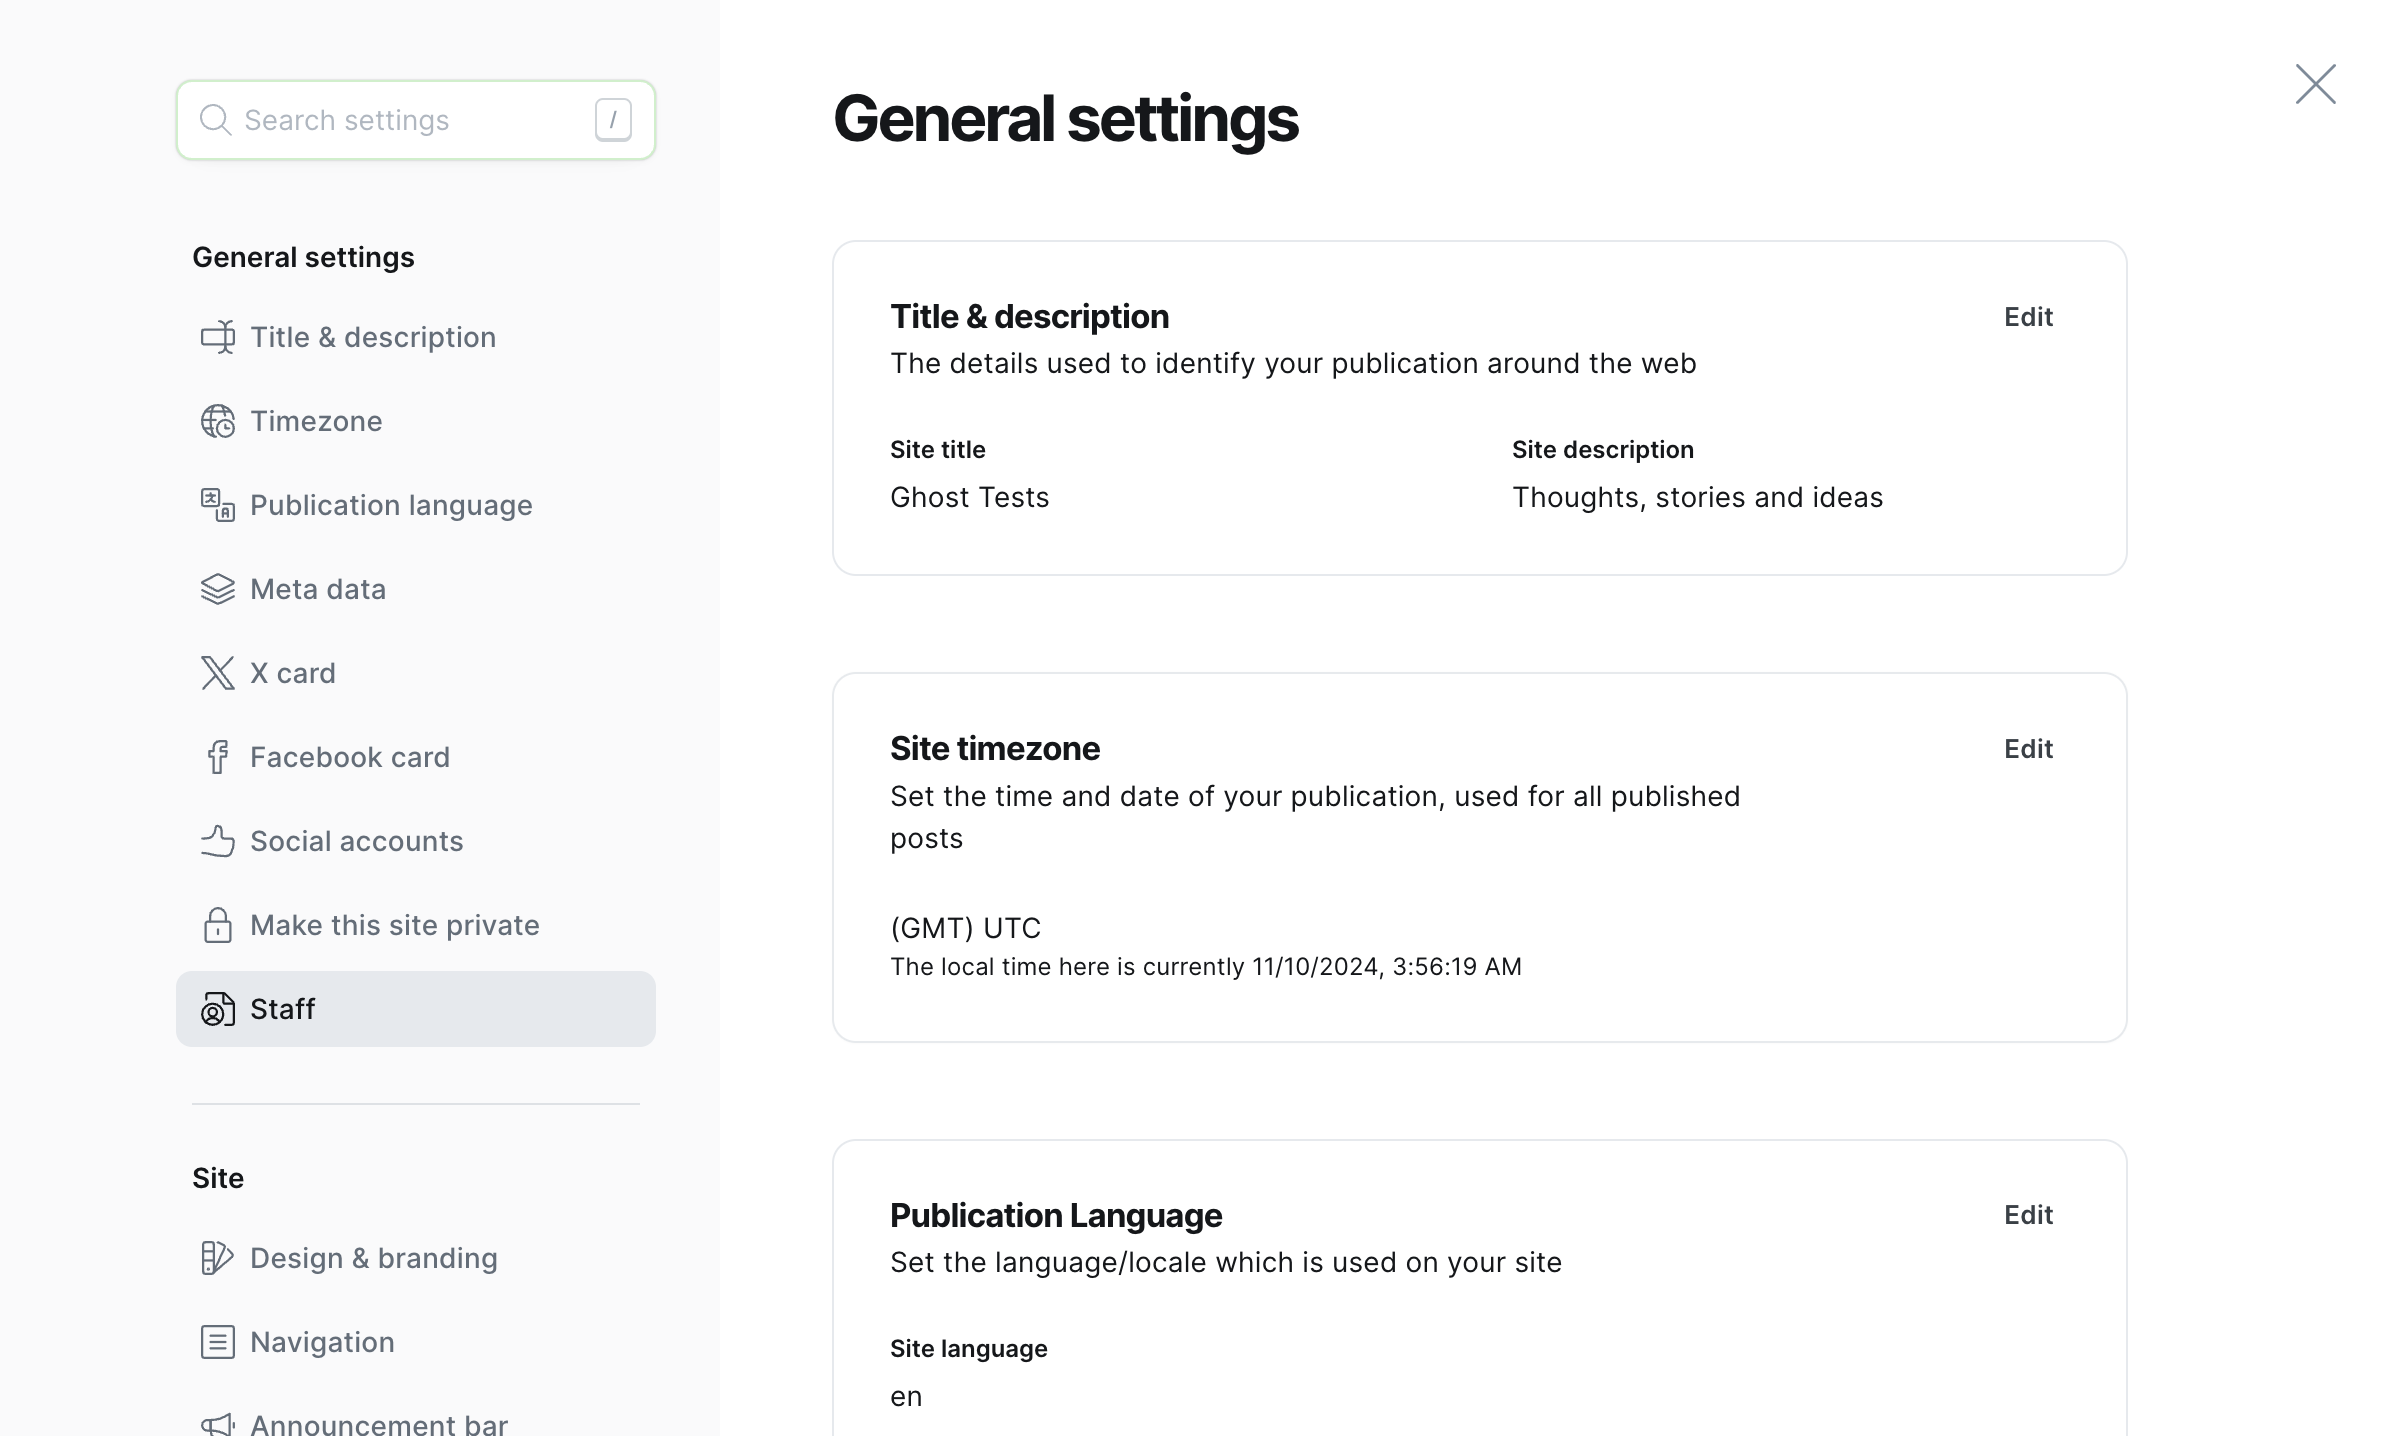 Search settings /
General settings
Title & description
Timezone
Publication language
Meta data
X card
Facebook card
Social accounts
Make this site private
Staff
Site
Design & branding
Navigation
Announcement bar
General settings
Title & description
Edit
The details used to identify your publication around the web
Site title
Ghost Tests
Site description
Thoughts, stories and ideas
Site timezone
Edit
Set the time and date of your publication, used for all published
posts
(GMT) UTC
The local time here is currently 11/10/2024, 3:56:19 AM
Publication Language
Edit
Set the language/locale which is used on your site
Site language
en